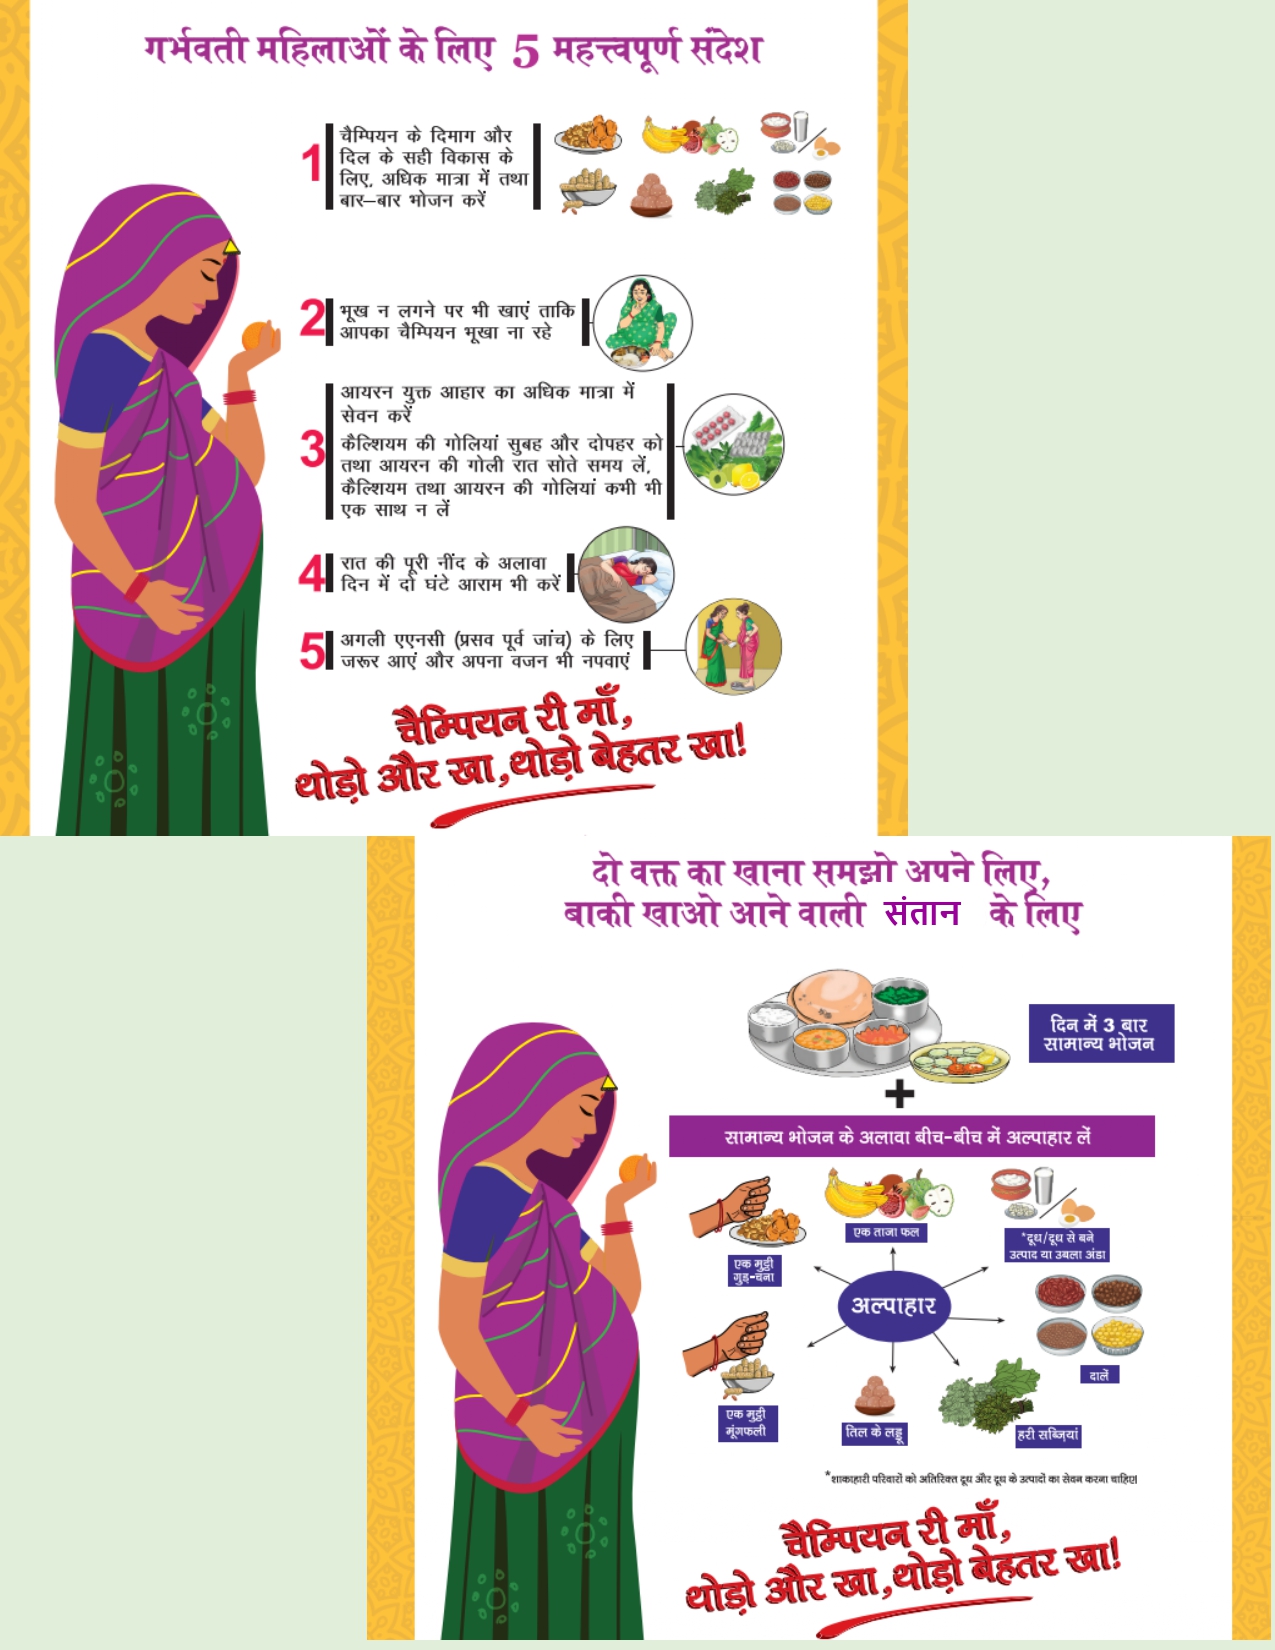 गर्भवती महिलाओं के लिए 5 महत्त्वपूर्ण संदेश
1
चैम्पियन के दिमाग और
दिल के सही विकास के
लिए, अधिक मात्रा में तथा
बार–बार भोजन करें
2
भूख न लगने पर भी खाएं ताकि
आपका चैम्पियन भूखा ना रहे
3
आयरन युक्त आहार का अधिक मात्रा में
सेवन करें
कैल्शियम की गोलियां सुबह और दोपहर को
तथा आयरन की गोली रात सोते समय लें,
कैल्शियम तथा आयरन की गोलियां कभी भी
एक साथ न लें
4
रात की पूरी नींद के अलावा
दिन में दो घंटे आराम भी करें
5
अगली एएनसी (प्रसव पूर्व जांच) के लिए
जरूर आएं और अपना वजन भी नपवाएं
चैम्पियन री माँ,
थोड़ो और खा,थोड़ो बेहतर खा!
दो वक्त का खाना समझो अपने लिए,
बाकी खाओ आने वाली संतान के लिए
दिन में 3 बार
सामान्य भोजन
+
सामान्य भोजन के अलावा बीच-बीच में अल्पाहार लें
एक मुट्ठी
गुड़-चना
एक ताजा फल
*दूध/दूध से बने
उत्पाद या उबला अंडा
अल्पाहार
दालें
एक मुट्ठी
मूंगफली
तिल के लड्डू
हरी सब्जियां
*शाकाहारी परिवारों को अतिरिक्त दूध और दूध के उत्पादों का सेवन करना चाहिए।
चैम्पियन री माँ,
थोड़ो और खा,थोड़ो बेहतर खा!